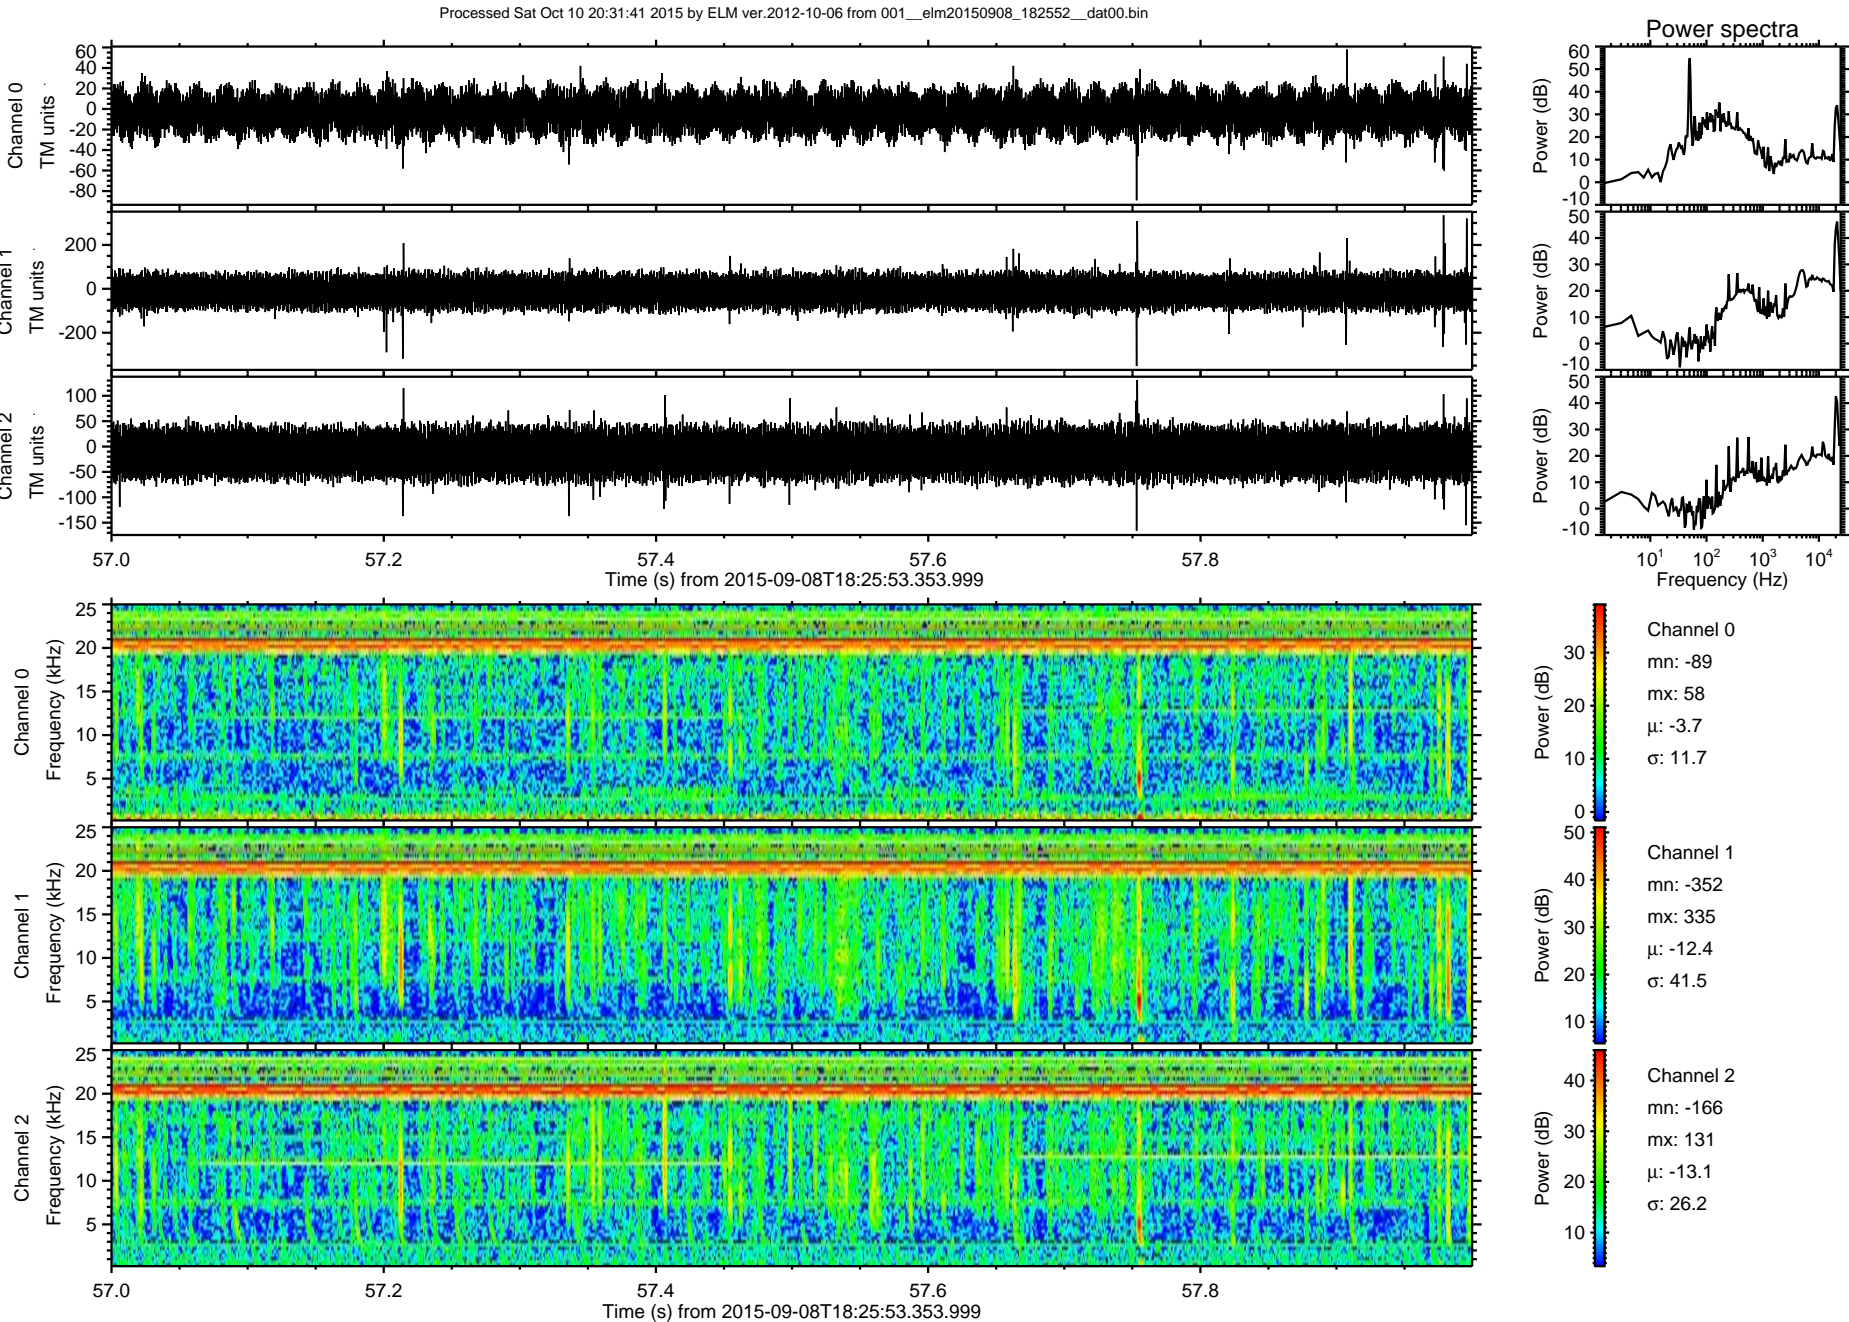 Processed Sat Oct 10 20:31:41 2015 by ELM ver.2012-10-06 from 001__elm20150908_182552__dat00.bin
Power spectra
Channel 0
TM units
60
40
20
0
-20
-40
-60
-80
Power (dB)
60
50
40
30
20
10
0
-10
Channel 1
TM units
200
0
-200
Power (dB)
50
40
30
20
10
0
-10
Channel 2
TM units
100
50
0
-50
-100
-150
Power (dB)
50
40
30
20
10
0
-10
57.0 57.2 57.4 57.6 57.8
Time (s) from 2015-09-08T18:25:53.353.999
10¹ 10² 10³ 10⁴
Frequency (Hz)
Channel 0
Frequency (kHz)
25
20
15
10
5
Power (dB)
30
20
10
0
Channel 0
mn: -89
mx: 58
μ: -3.7
σ: 11.7
Channel 1
Frequency (kHz)
25
20
15
10
5
Power (dB)
50
40
30
20
10
Channel 1
mn: -352
mx: 335
μ: -12.4
σ: 41.5
Channel 2
Frequency (kHz)
25
20
15
10
5
Power (dB)
40
30
20
10
Channel 2
mn: -166
mx: 131
μ: -13.1
σ: 26.2
57.0 57.2 57.4 57.6 57.8
Time (s) from 2015-09-08T18:25:53.353.999